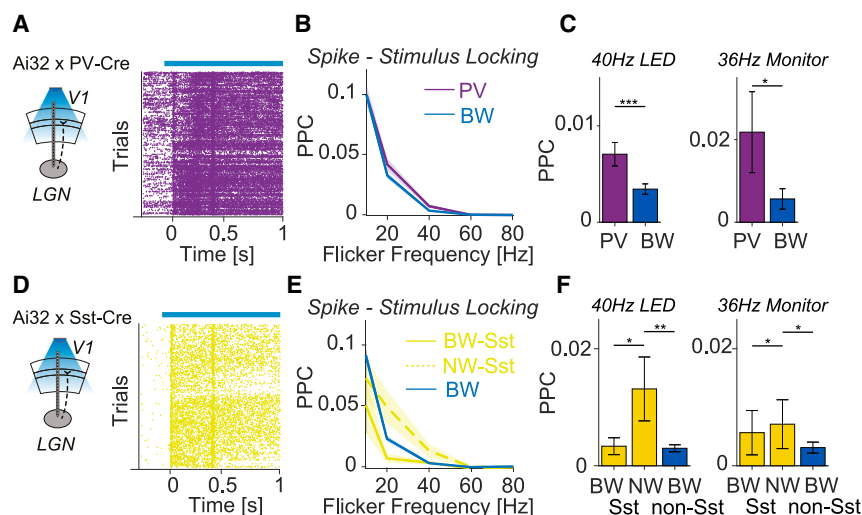 A
Ai32 x PV-Cre
V1
LGN
Trials
0 0.5 1
Time [s]
B
Spike - Stimulus Locking
PV
BW
PPC
0.1
0.05
0
20 40 60 80
Flicker Frequency [Hz]
C
40Hz LED
36Hz Monitor
PPC
0.01
0
***
PV BW
0.02
0
*
PV BW
D
Ai32 x Sst-Cre
V1
LGN
Trials
0 0.5 1
Time [s]
E
Spike - Stimulus Locking
BW-Sst
NW-Sst
BW
PPC
0.1
0.05
0
20 40 60 80
Flicker Frequency [Hz]
F
40Hz LED
36Hz Monitor
PPC
0.02
0
* **
BW NW BW
Sst non-Sst
0.02
0
* *
BW NW BW
Sst non-Sst